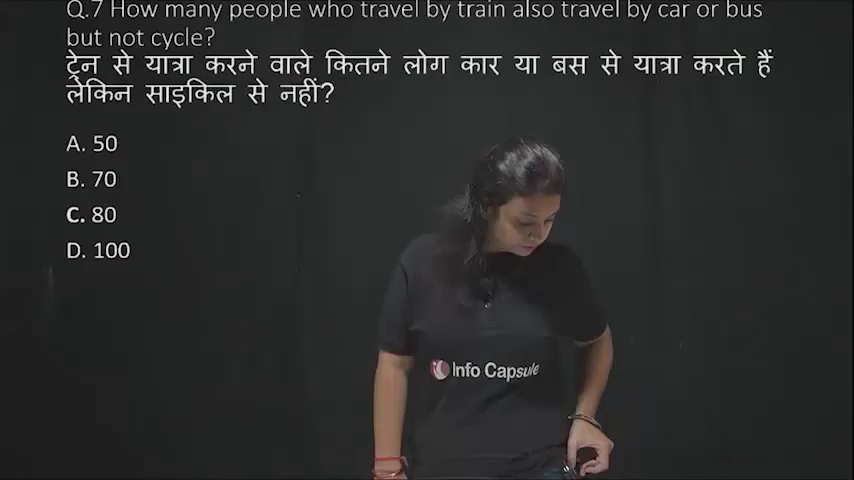 Q.7 How many people who travel by train also travel by car or bus
but not cycle?
ट्रेन से यात्रा करने वाले कितने लोग कार या बस से यात्रा करते हैं
लेकिन साइकिल से नहीं?
A. 50
B. 70
C. 80
D. 100
Info Capsule